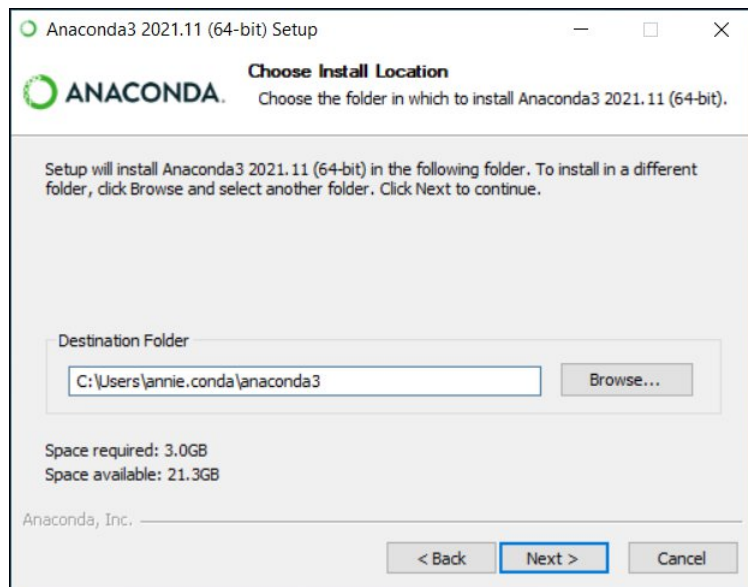 Anaconda3 2021.11 (64-bit) Setup
ANACONDA.
Choose Install Location
Choose the folder in which to install Anaconda3 2021.11 (64-bit).
Setup will install Anaconda3 2021.11 (64-bit) in the following folder. To install in a different
folder, click Browse and select another folder. Click Next to continue.
Destination Folder
C:\Users\annie.conda\anaconda3
Browse...
Space required: 3.0GB
Space available: 21.3GB
Anaconda, Inc.
< Back
Next >
Cancel